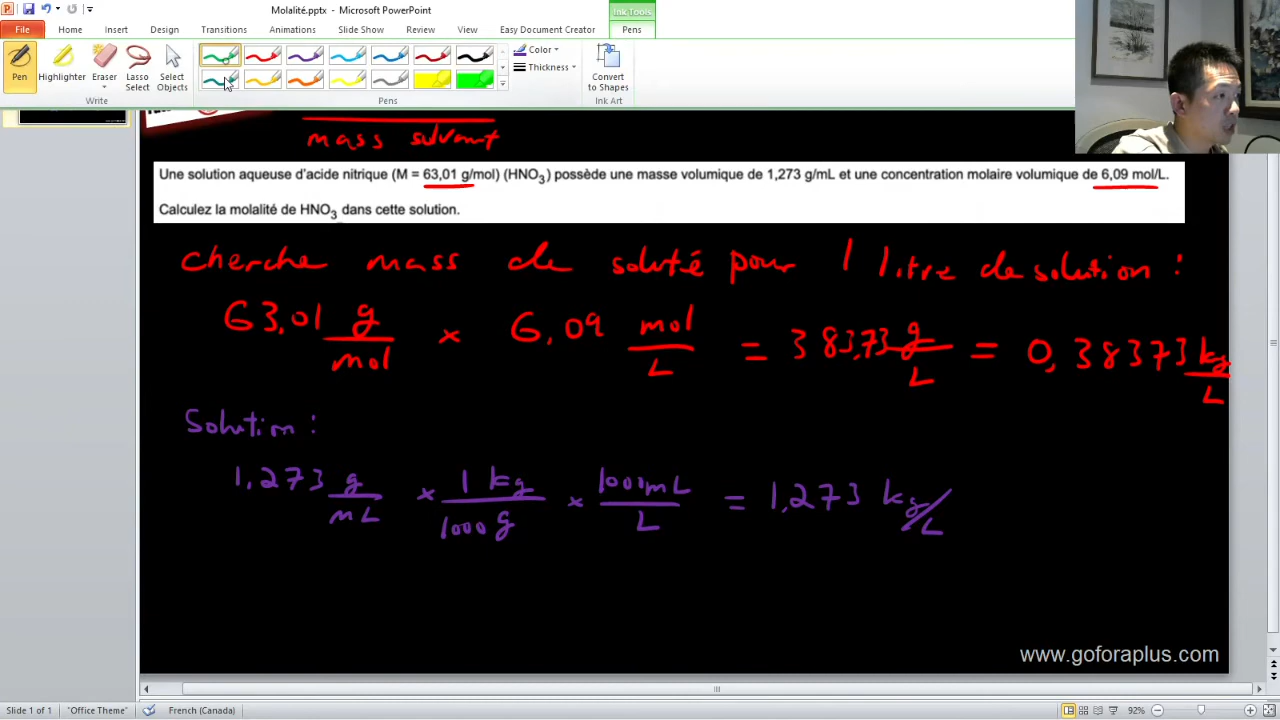 Molalité.pptx - Microsoft PowerPoint
Ink Tools
File Home Insert Design Transitions Animations Slide Show Review View Easy Document Creator Pens
Pen Highlighter Eraser Lasso Select Select Objects
Color
Thickness
Convert to Shapes
Write Pens Ink Art
mass solvant
Une solution aqueuse d'acide nitrique (M = 63,01 g/mol) (HNO3) possède une masse volumique de 1,273 g/mL et une concentration molaire volumique de 6,09 mol/L.
Calculez la molalité de HNO3 dans cette solution.
cherche mass de soluté pour 1 litre de solution :
63,01 g/mol × 6,09 mol/L = 383,73 g/L = 0,38373 kg/L
Solution :
1,273 g/mL × 1 kg/1000 g × 1000 mL/L = 1,273 kg/L
www.goforaplus.com
Slide 1 of 1 "Office Theme" French (Canada) 92%